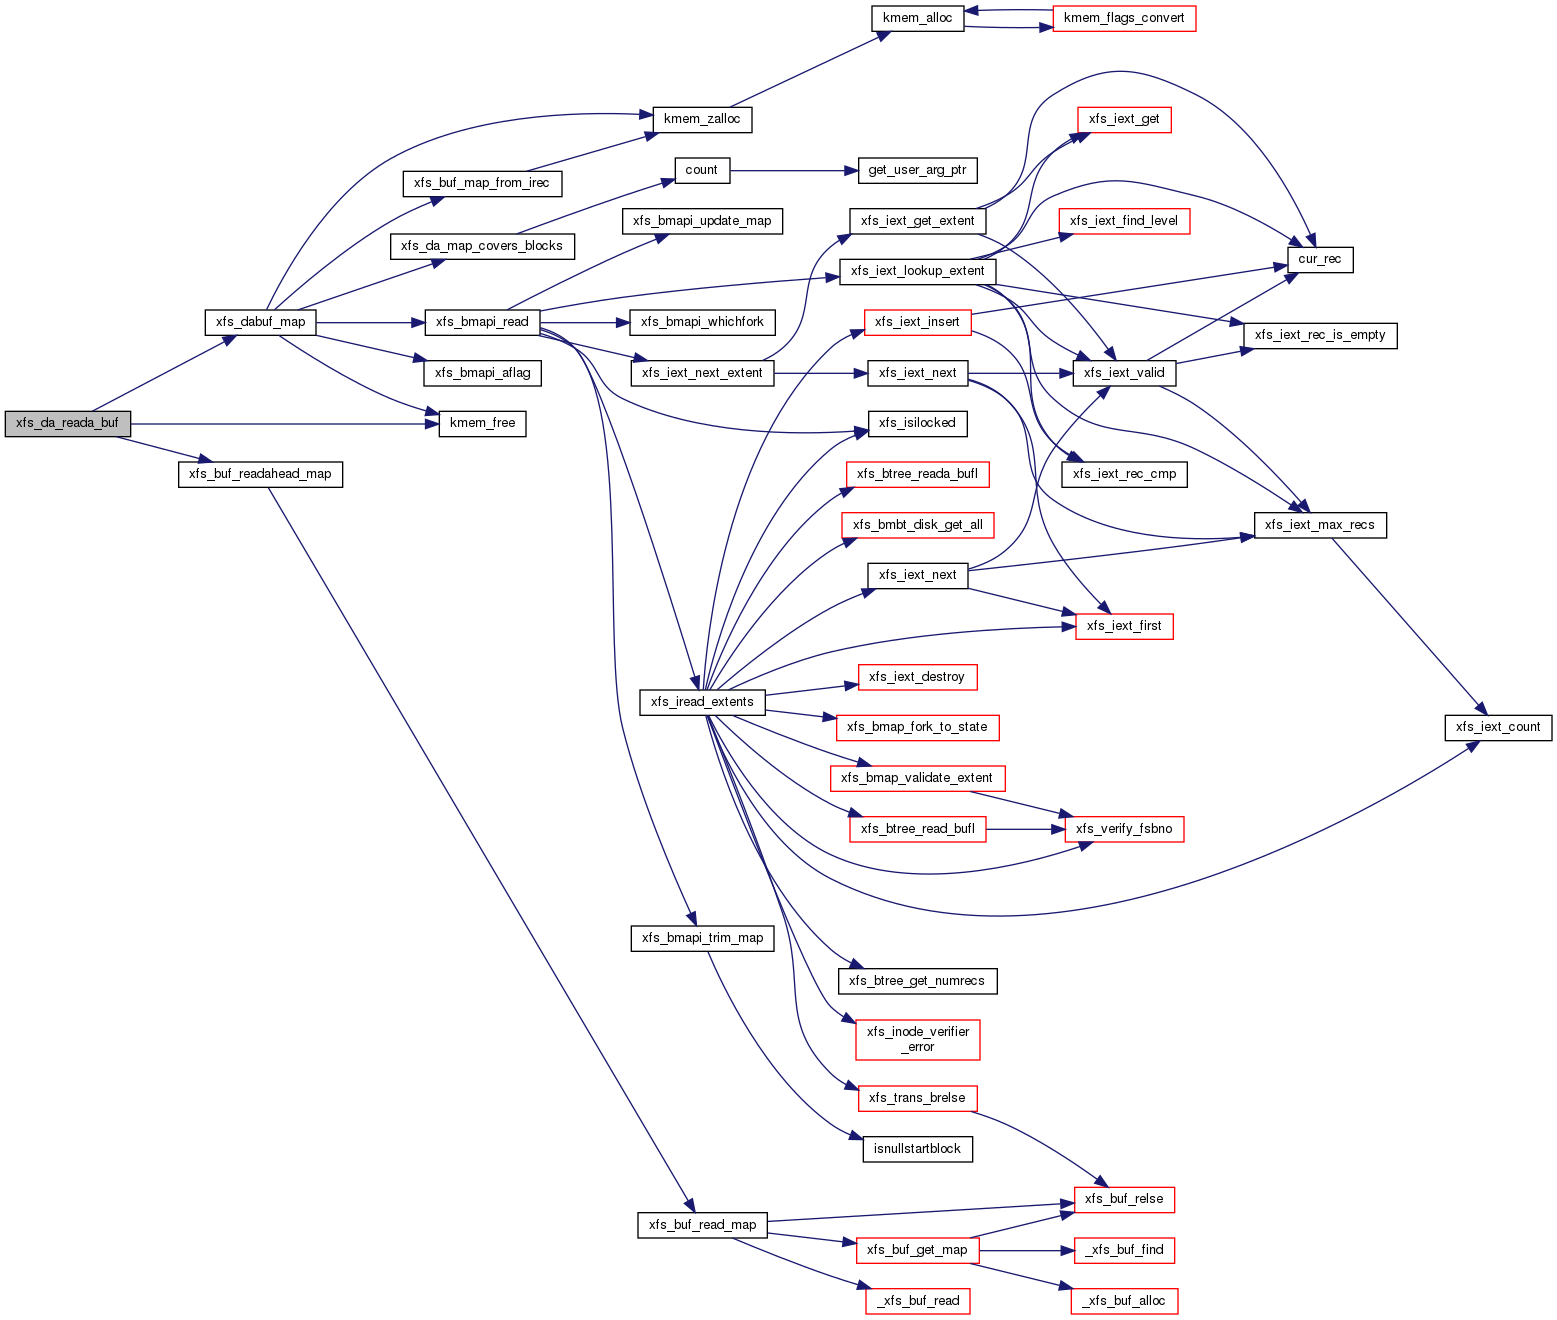 kmem_alloc
kmem_flags_convert
kmem_zalloc
xfs_iext_get
count
get_user_arg_ptr
xfs_buf_map_from_irec
xfs_bmapi_update_map
xfs_iext_get_extent
xfs_iext_find_level
xfs_da_map_covers_blocks
cur_rec
xfs_iext_lookup_extent
xfs_dabuf_map
xfs_bmapi_read
xfs_bmapi_whichfork
xfs_iext_insert
xfs_iext_rec_is_empty
xfs_bmapi_aflag
xfs_iext_next_extent
xfs_iext_next
xfs_iext_valid
xfs_da_reada_buf
kmem_free
xfs_isilocked
xfs_buf_readahead_map
xfs_btree_reada_bufl
xfs_iext_rec_cmp
xfs_bmbt_disk_get_all
xfs_iext_max_recs
xfs_iext_next
xfs_iext_first
xfs_iext_destroy
xfs_iread_extents
xfs_bmap_fork_to_state
xfs_iext_count
xfs_bmap_validate_extent
xfs_btree_read_bufl
xfs_verify_fsbno
xfs_bmapi_trim_map
xfs_btree_get_numrecs
xfs_inode_verifier
_error
xfs_trans_brelse
isnullstartblock
xfs_buf_relse
xfs_buf_read_map
xfs_buf_get_map
_xfs_buf_find
_xfs_buf_read
_xfs_buf_alloc